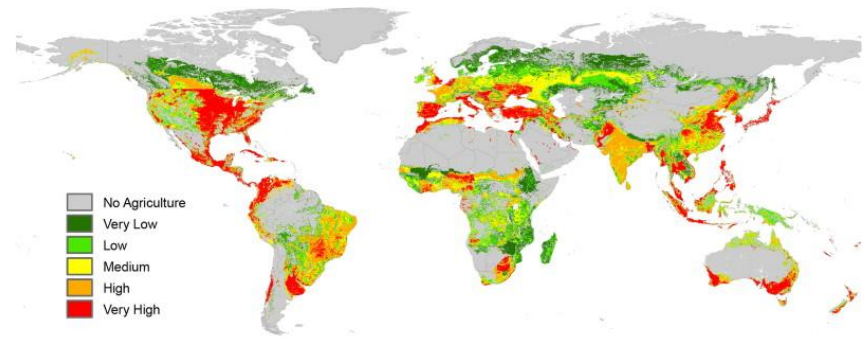 No Agriculture
Very Low
Low
Medium
High
Very High